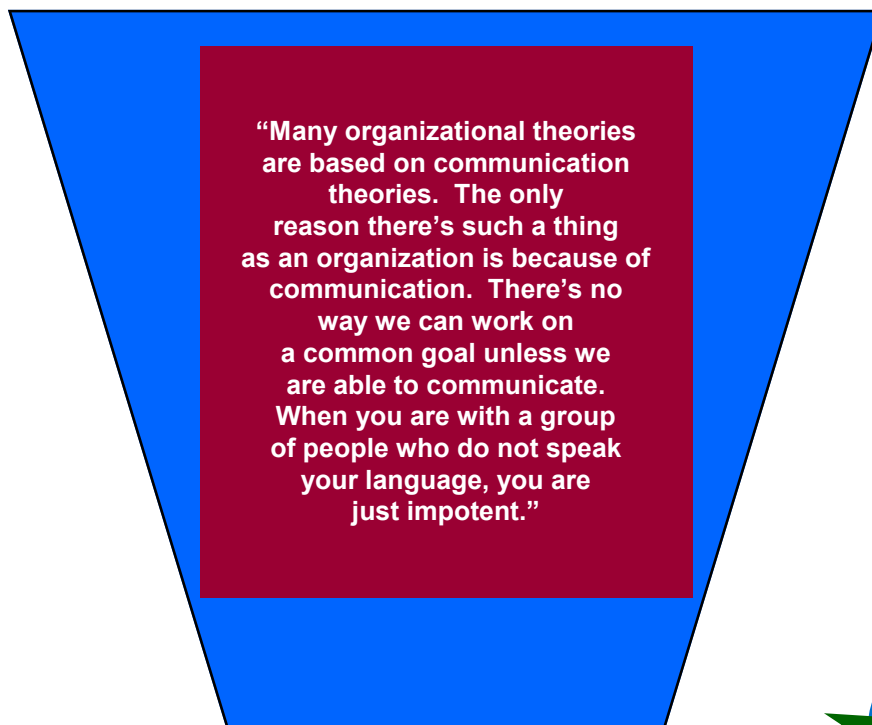 “Many organizational theories
are based on communication
theories.  The only
reason there’s such a thing
as an organization is because of
communication.  There’s no
way we can work on
a common goal unless we
are able to communicate.
When you are with a group
of people who do not speak
your language, you are
just impotent.”